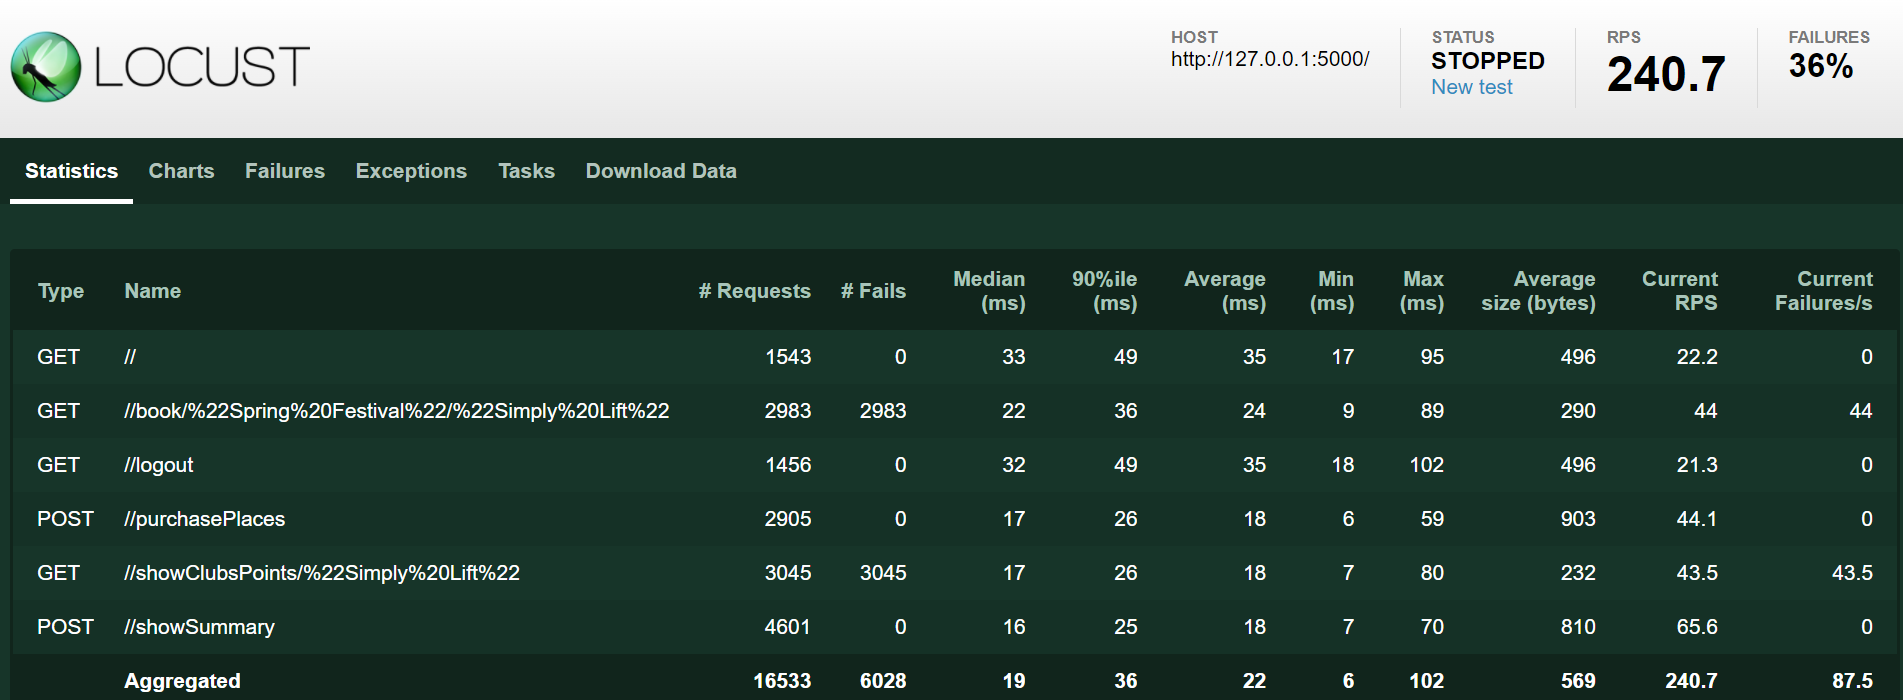 LOCUST
HOST
http://127.0.0.1:5000/
STATUS
STOPPED
New test
RPS
240.7
FAILURES
36%
Statistics Charts Failures Exceptions Tasks Download Data
Type Name # Requests # Fails Median (ms) 90%ile (ms) Average (ms) Min (ms) Max (ms) Average size (bytes) Current RPS Current Failures/s
GET // 1543 0 33 49 35 17 95 496 22.2 0
GET //book/%22Spring%20Festival%22/%22Simply%20Lift%22 2983 2983 22 36 24 9 89 290 44 44
GET //logout 1456 0 32 49 35 18 102 496 21.3 0
POST //purchasePlaces 2905 0 17 26 18 6 59 903 44.1 0
GET //showClubsPoints/%22Simply%20Lift%22 3045 3045 17 26 18 7 80 232 43.5 43.5
POST //showSummary 4601 0 16 25 18 7 70 810 65.6 0
Aggregated 16533 6028 19 36 22 6 102 569 240.7 87.5